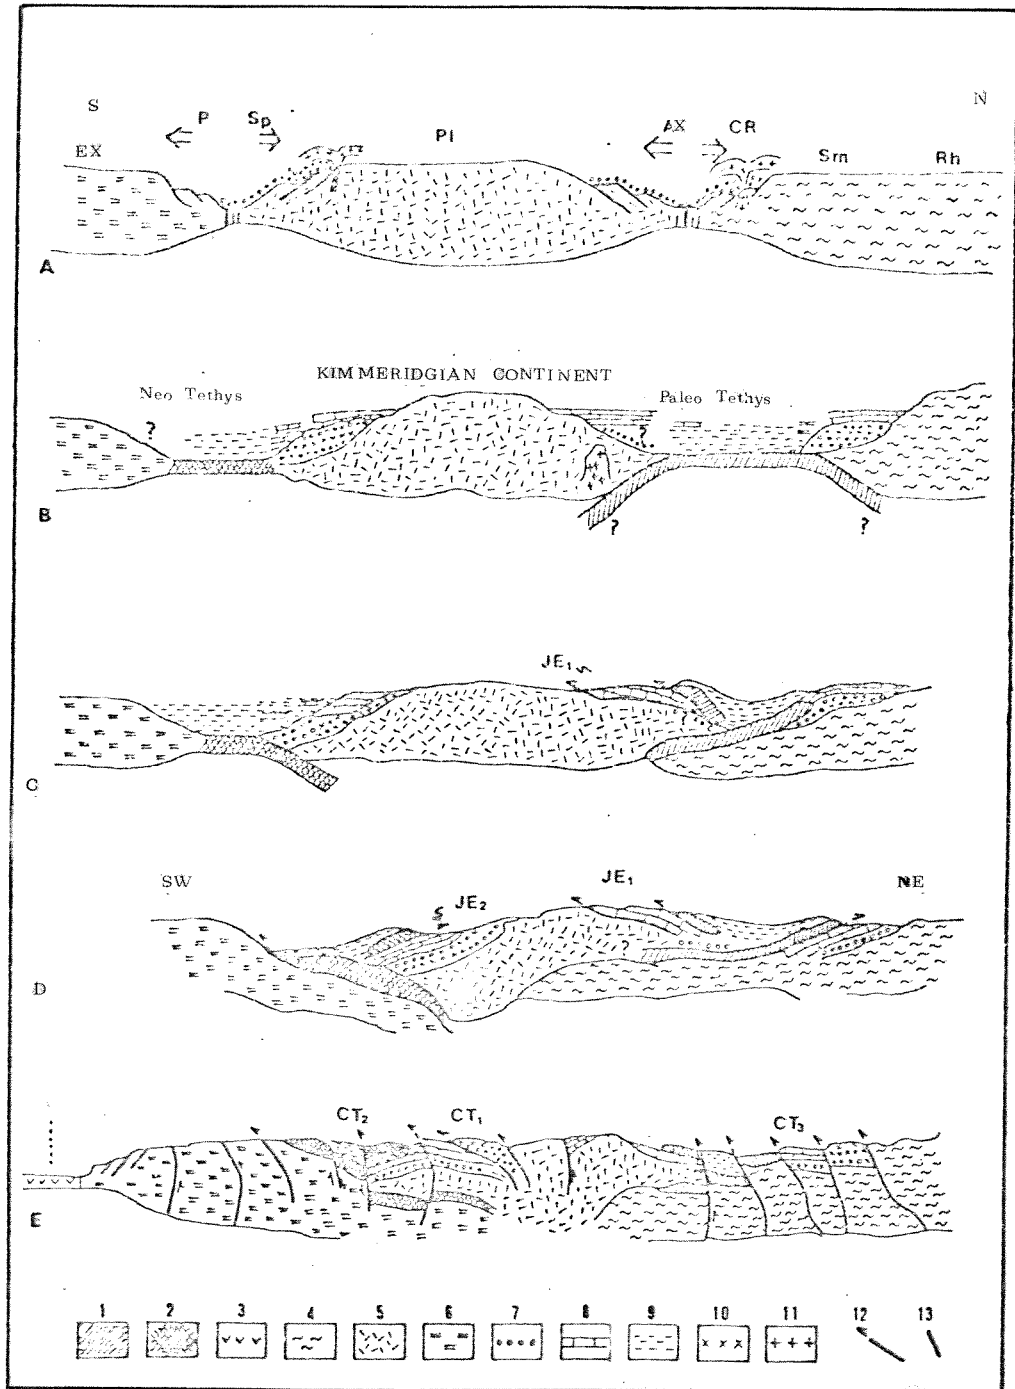 S N
EX P Sp Pl AX CR Srn Rh
A
KIMMERIDGIAN CONTINENT
Neo Tethys Paleo Tethys
? ?
B ? ?
JE₁
C
SW JE₁ NE
JE₂
?
D
CT₂ CT₁ CT₃
E
1 2 3 4 5 6 7 8 9 10 11 12 13